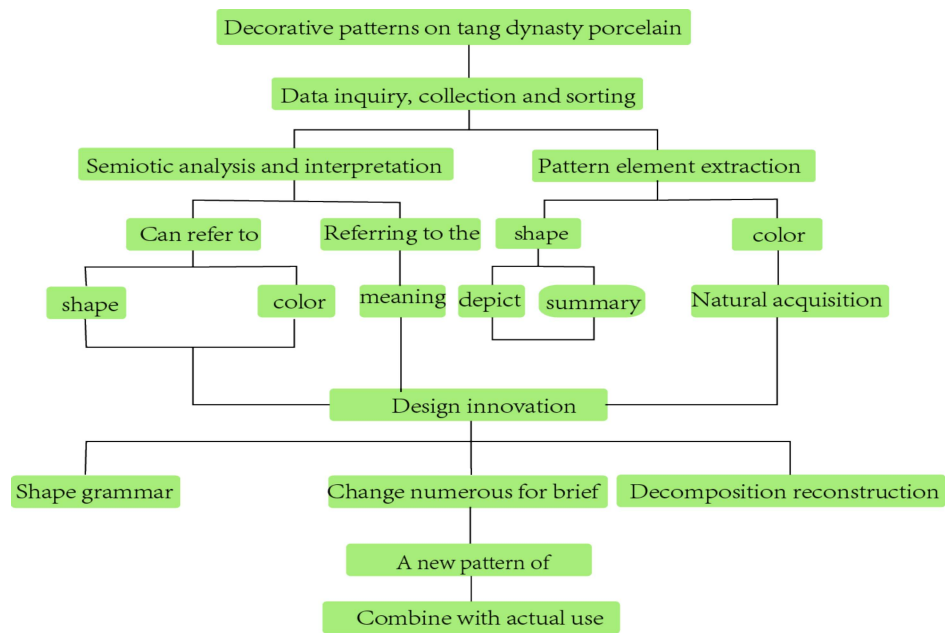 Decorative patterns on tang dynasty porcelain
Data inquiry, collection and sorting
Semiotic analysis and interpretation
Pattern element extraction
Can refer to
Referring to the
shape
color
shape
color
meaning
depict
summary
Natural acquisition
Design innovation
Shape grammar
Change numerous for brief
Decomposition reconstruction
A new pattern of
Combine with actual use